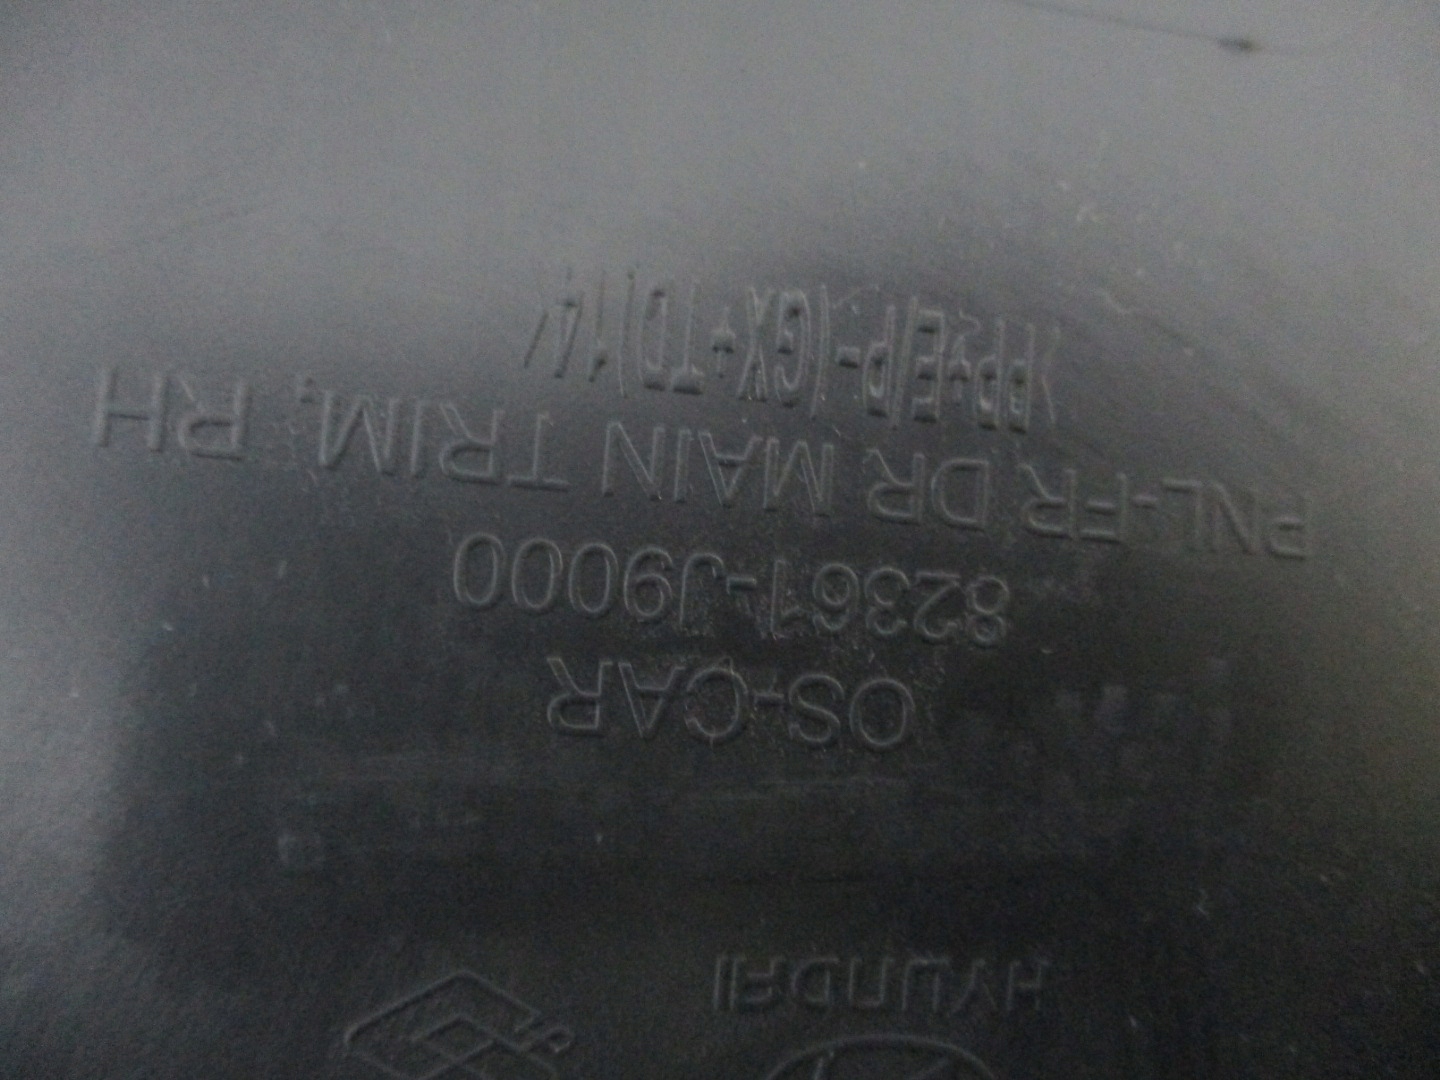 HYUNDAI
OS-CAR
82361-J9000
PNL-FR DR MAIN TRIM, RH
>PP+E/P-(GX+TD)14<